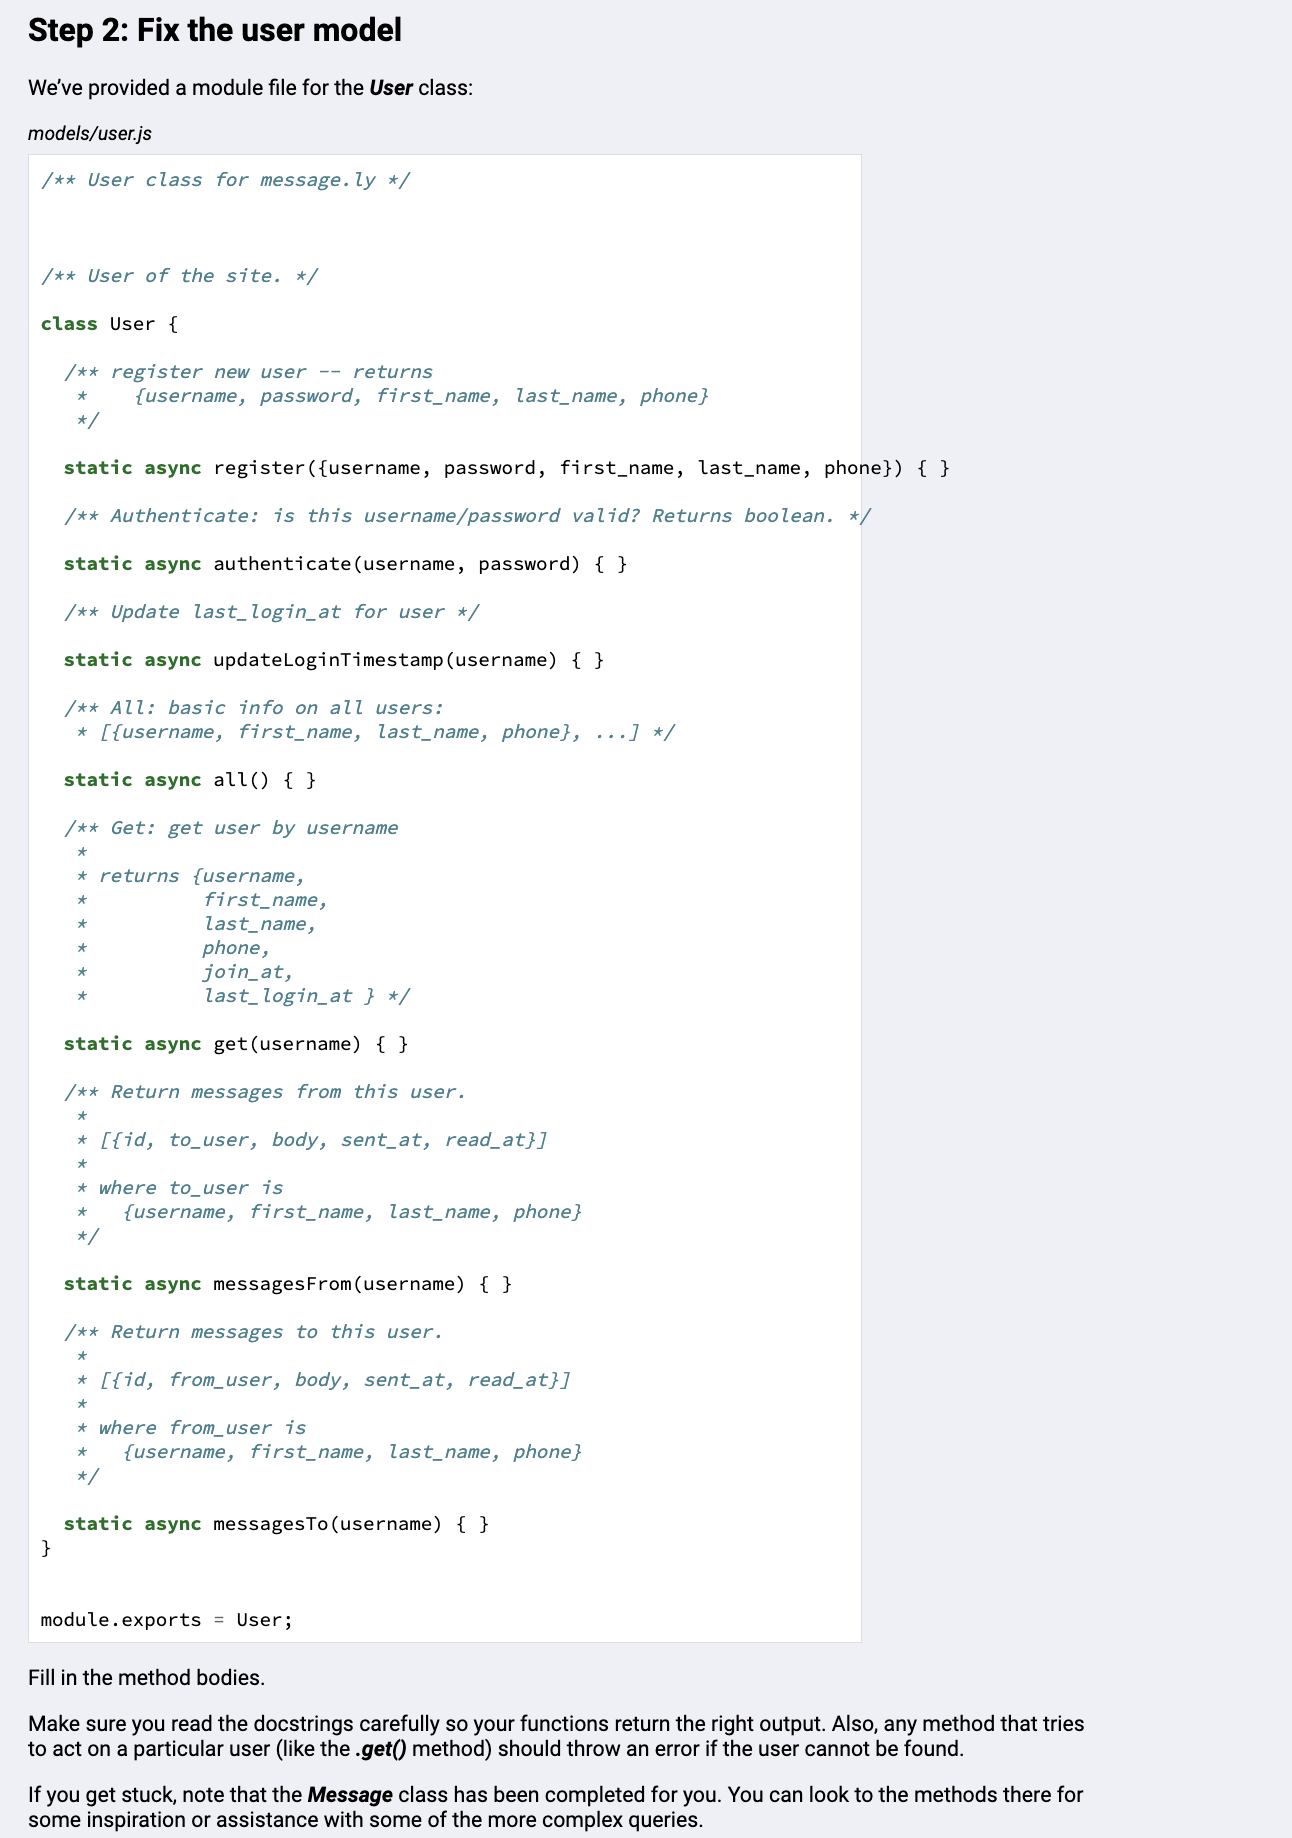 Step 2: Fix the user model
We’ve provided a module file for the User class:
models/user.js
/** User class for message.ly */
/** User of the site. */
class User {
/** register new user -- returns
*    {username, password, first_name, last_name, phone}
*/
static async register({username, password, first_name, last_name, phone}) { }
/** Authenticate: is this username/password valid? Returns boolean. */
static async authenticate(username, password) { }
/** Update last_login_at for user */
static async updateLoginTimestamp(username) { }
/** All: basic info on all users:
* [{username, first_name, last_name, phone}, ...] */
static async all() { }
/** Get: get user by username
*
* returns {username,
*          first_name,
*          last_name,
*          phone,
*          join_at,
*          last_login_at } */
static async get(username) { }
/** Return messages from this user.
*
* [{id, to_user, body, sent_at, read_at}]
*
* where to_user is
*   {username, first_name, last_name, phone}
*/
static async messagesFrom(username) { }
/** Return messages to this user.
*
* [{id, from_user, body, sent_at, read_at}]
*
* where from_user is
*   {username, first_name, last_name, phone}
*/
static async messagesTo(username) { }
}
module.exports = User;
Fill in the method bodies.
Make sure you read the docstrings carefully so your functions return the right output. Also, any method that tries
to act on a particular user (like the .get() method) should throw an error if the user cannot be found.
If you get stuck, note that the Message class has been completed for you. You can look to the methods there for
some inspiration or assistance with some of the more complex queries.